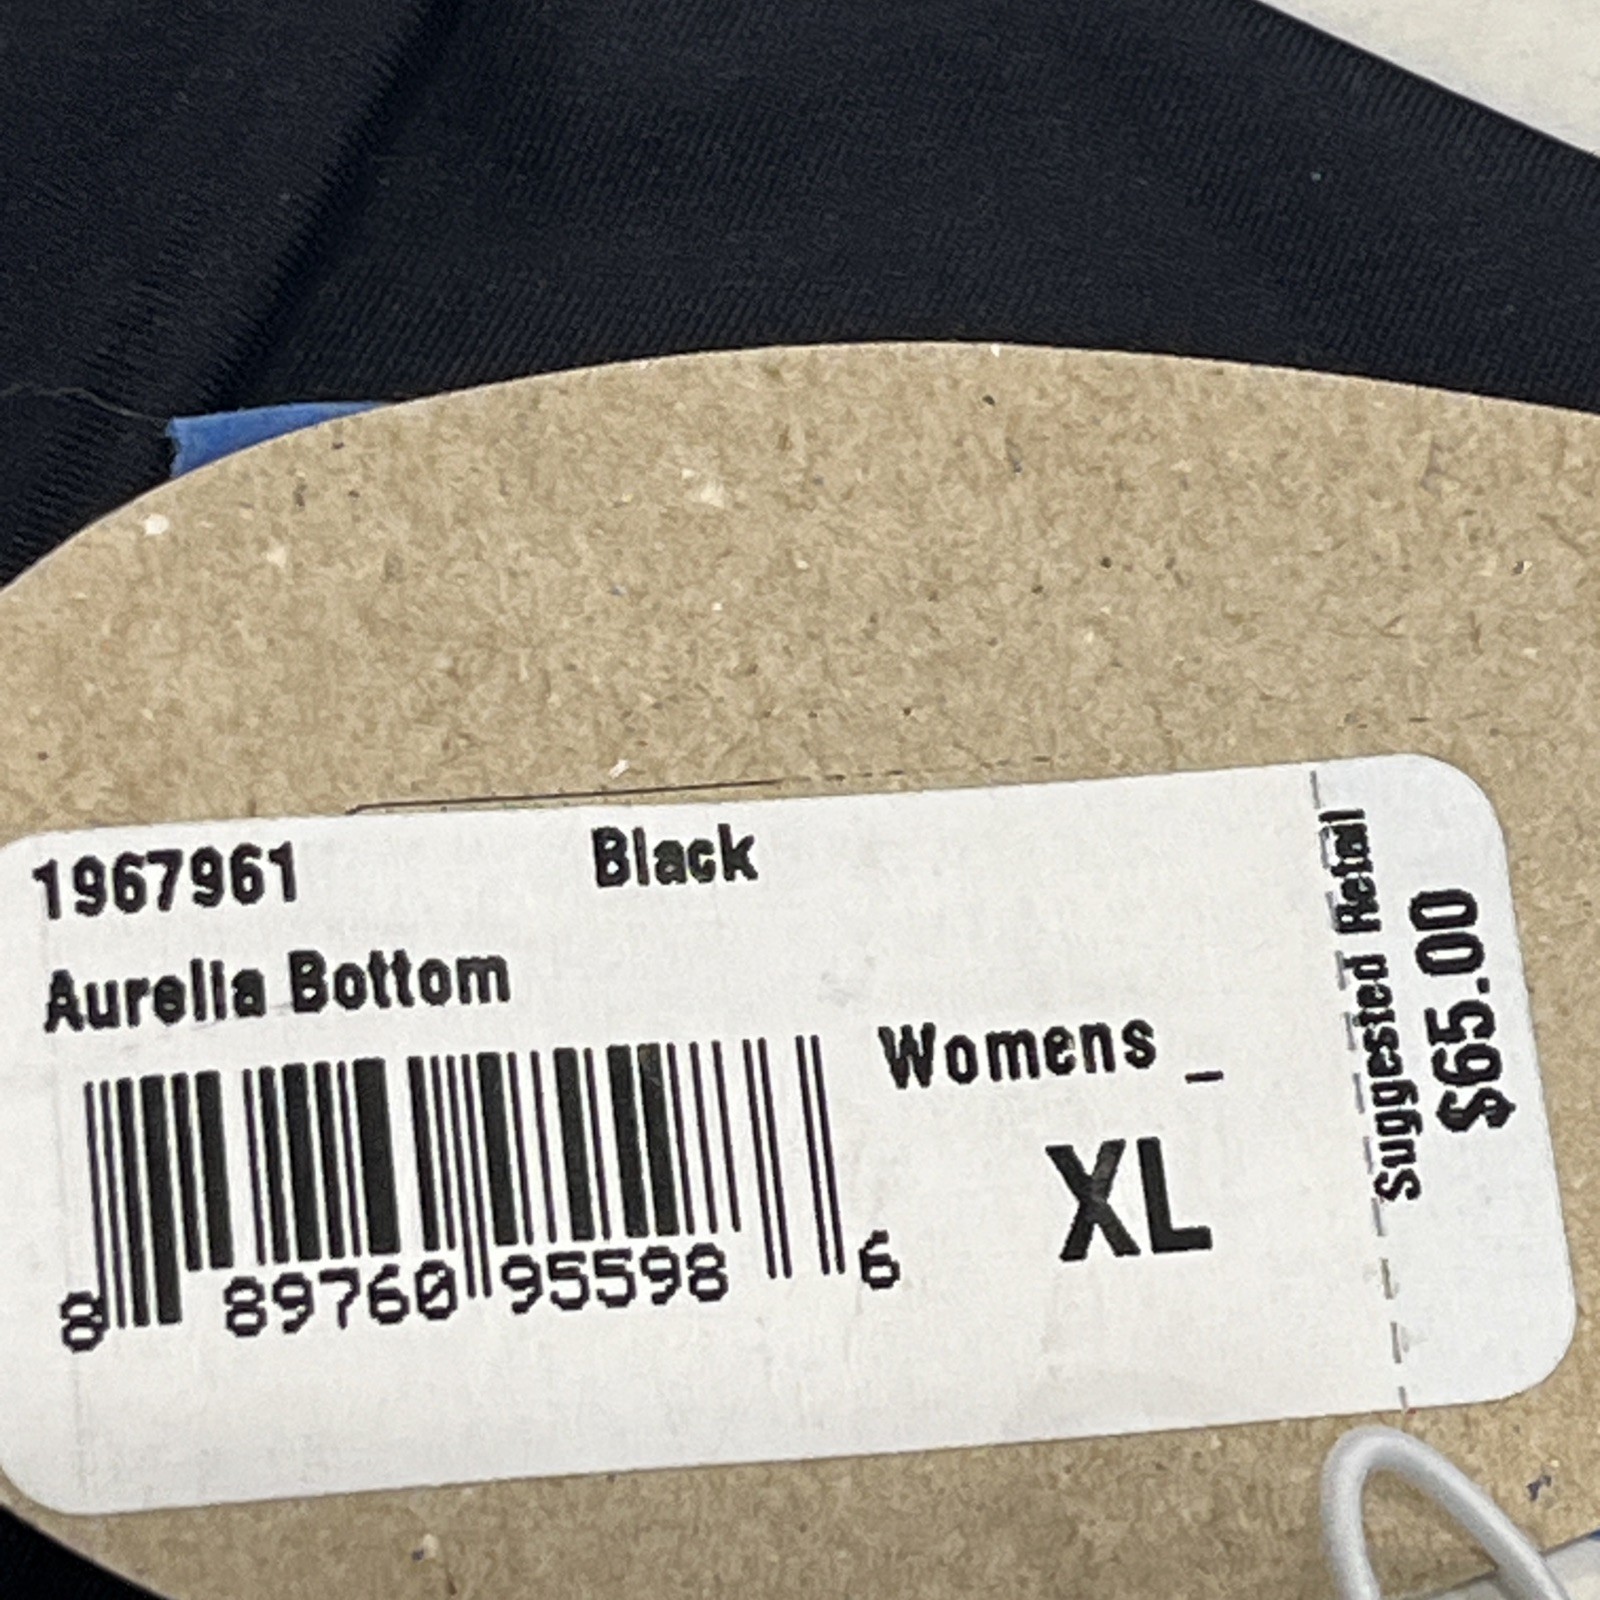 1967961 Black
Aurelia Bottom
Womens _
XL
8 89760 95598 6
Suggested Retail
$65.00